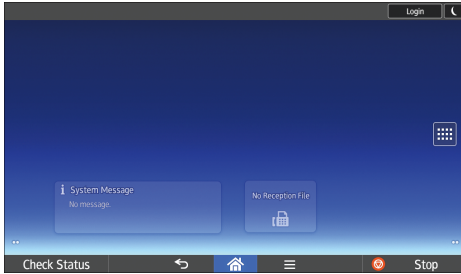 Login
System Message
No message.
No Reception File
Check Status
Stop